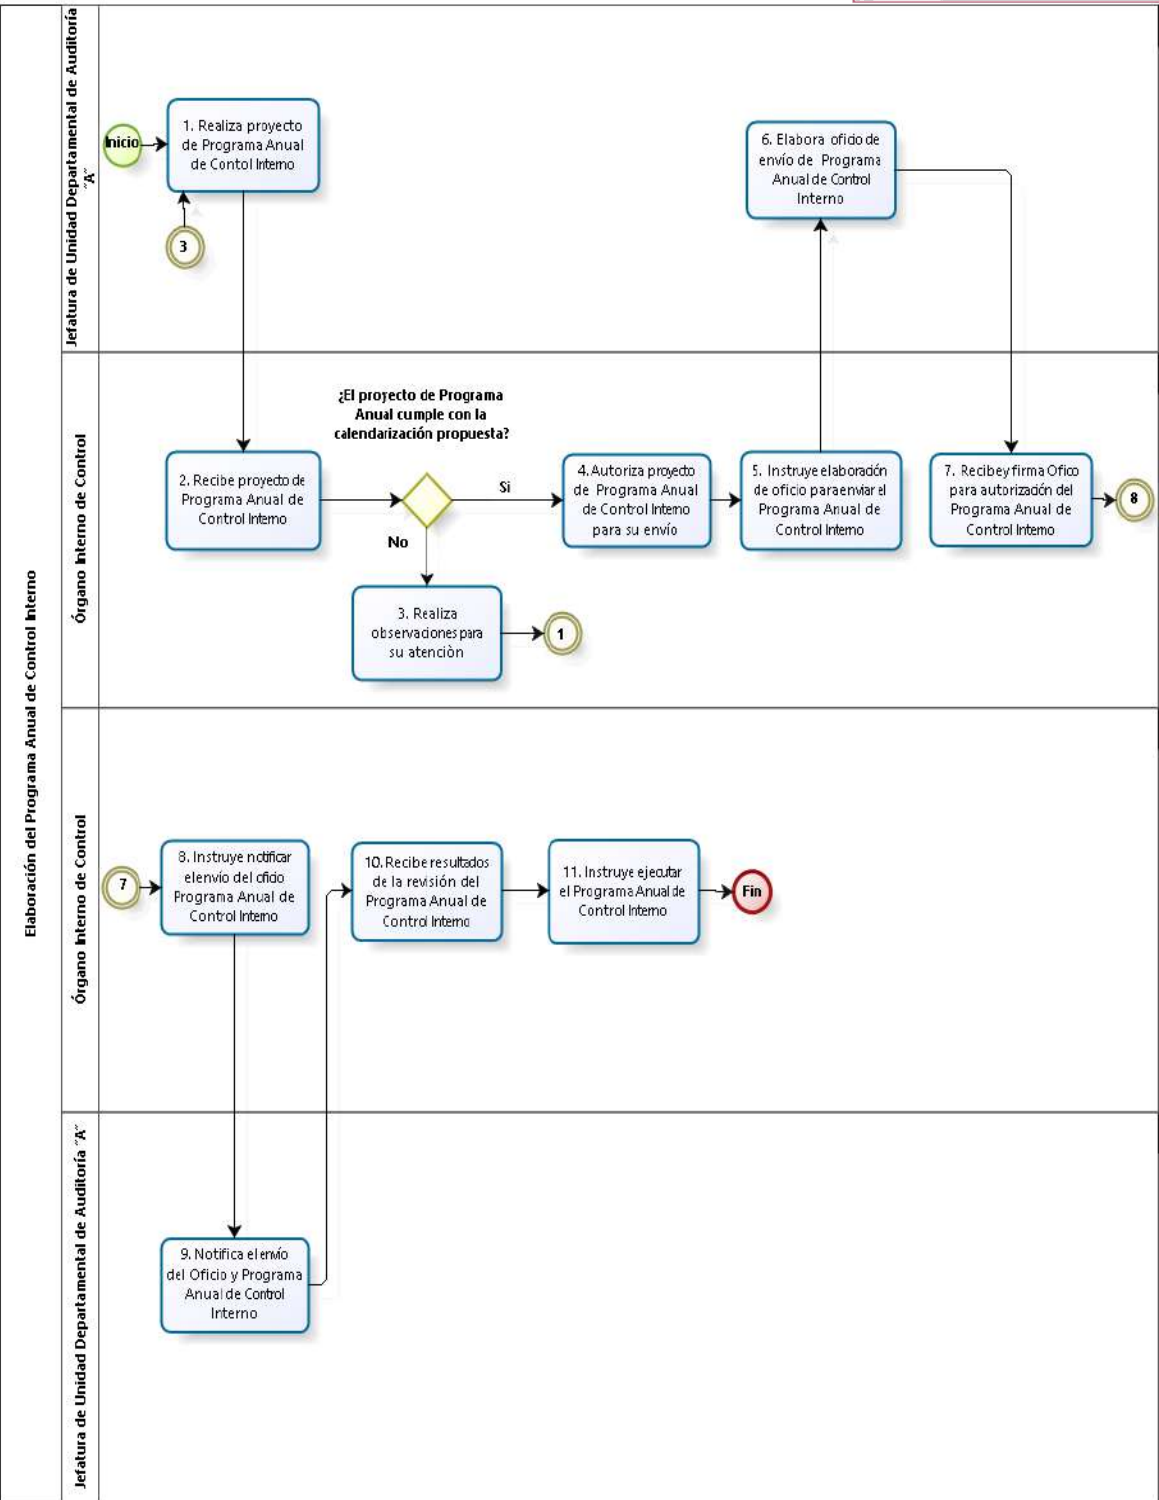 Elaboración del Programa Anual de Control Interno
Jefatura de Unidad Departamental de Auditoría
"A"
Inicio
1. Realiza proyecto
de Programa Anual
de Contol Interno
3
6. Elabora oficio de
envío de Programa
Anual de Control
Interno
Órgano Interno de Control
¿El proyecto de Programa
Anual cumple con la
calendarización propuesta?
2. Recibe proyecto de
Programa Anual de
Control Interno
Si
No
4. Autoriza proyecto
de Programa Anual
de Control Interno
para su envío
5. Instruye elaboración
de oficio para enviar el
Programa Anual de
Control Interno
7. Recibe y firma Ofico
para autorización del
Programa Anual de
Control Interno
8
3. Realiza
observaciones para
su atenciòn
1
Órgano Interno de Control
7
8. Instruye notificar
el envío del oficio
Programa Anual de
Control Interno
10. Recibe resultados
de la revisión del
Programa Anual de
Control Interno
11. Instruye ejecutar
el Programa Anual de
Control Interno
Fin
Jefatura de Unidad Departamental de Auditoría "A"
9. Notifica el envío
del Oficio y Programa
Anual de Control
Interno